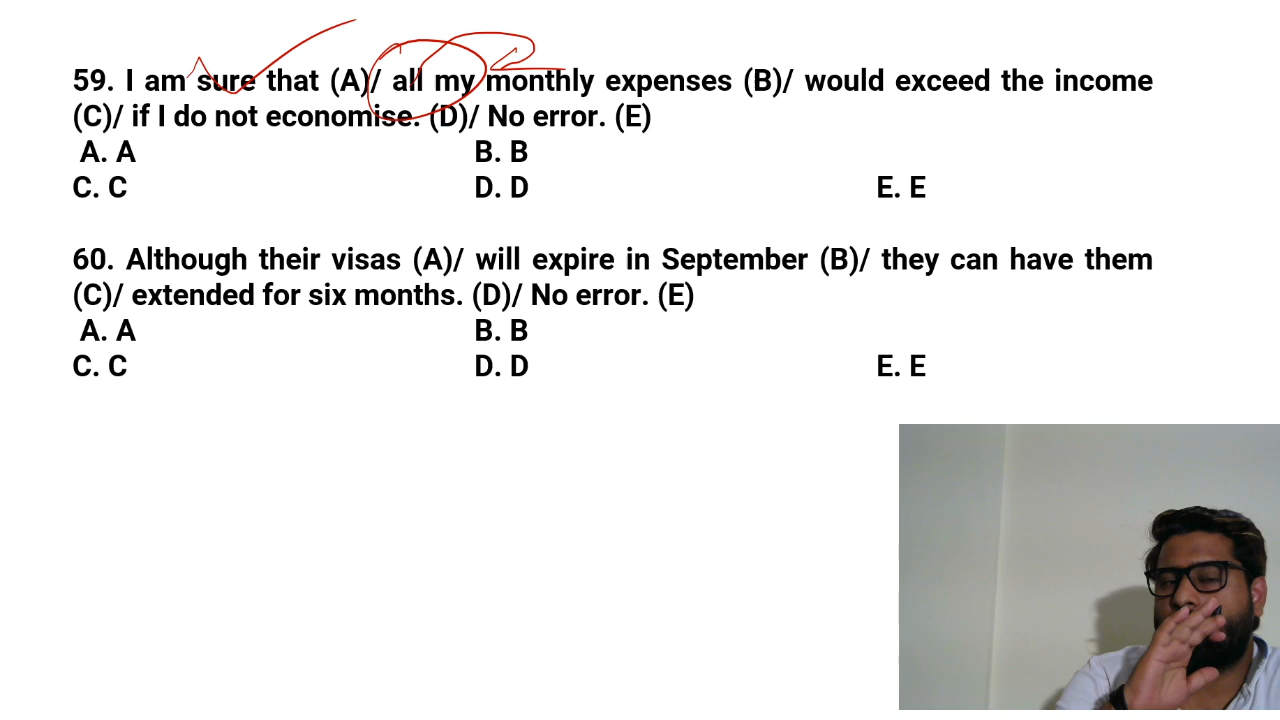 59. I am sure that (A)/ all my monthly expenses (B)/ would exceed the income
(C)/ if I do not economise. (D)/ No error. (E)
A. A B. B
C. C D. D E. E
60. Although their visas (A)/ will expire in September (B)/ they can have them
(C)/ extended for six months. (D)/ No error. (E)
A. A B. B
C. C D. D E. E